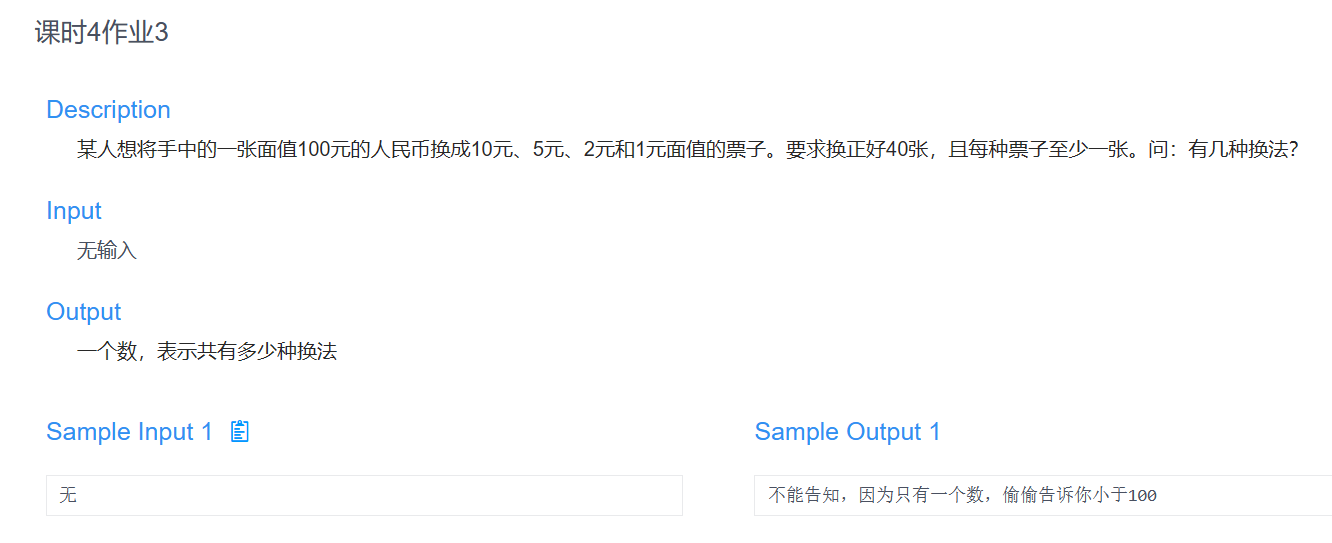 课时4作业3
Description
某人想将手中的一张面值100元的人民币换成10元、5元、2元和1元面值的票子。要求换正好40张，且每种票子至少一张。问：有几种换法？
Input
无输入
Output
一个数，表示共有多少种换法
Sample Input 1
Sample Output 1
无
不能告知，因为只有一个数，偷偷告诉你小于100